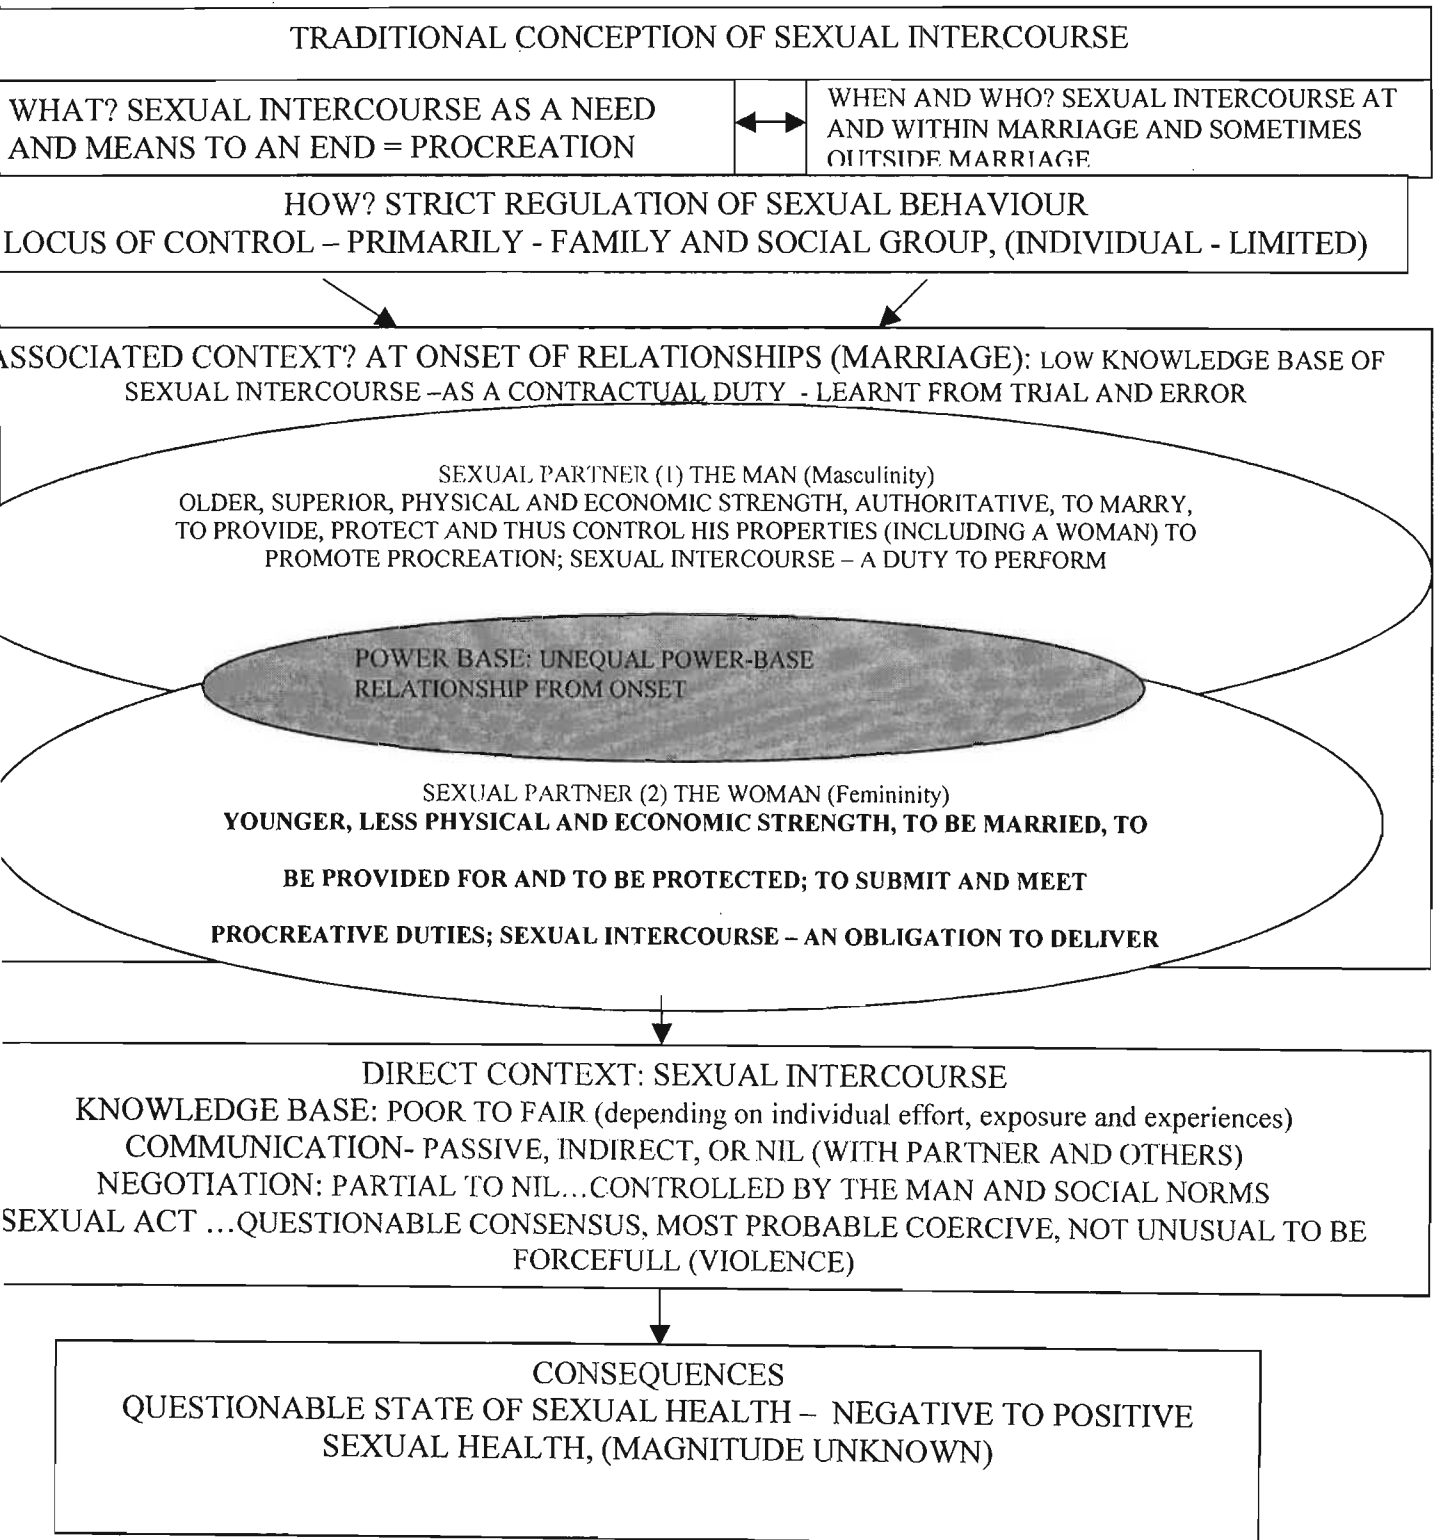 TRADITIONAL CONCEPTION OF SEXUAL INTERCOURSE
WHAT? SEXUAL INTERCOURSE AS A NEED
AND MEANS TO AN END = PROCREATION
WHEN AND WHO? SEXUAL INTERCOURSE AT
AND WITHIN MARRIAGE AND SOMETIMES
OUTSIDE MARRIAGE
HOW? STRICT REGULATION OF SEXUAL BEHAVIOUR
LOCUS OF CONTROL – PRIMARILY - FAMILY AND SOCIAL GROUP, (INDIVIDUAL - LIMITED)
ASSOCIATED CONTEXT? AT ONSET OF RELATIONSHIPS (MARRIAGE): LOW KNOWLEDGE BASE OF
SEXUAL INTERCOURSE –AS A CONTRACTUAL DUTY - LEARNT FROM TRIAL AND ERROR
SEXUAL PARTNER (1) THE MAN (Masculinity)
OLDER, SUPERIOR, PHYSICAL AND ECONOMIC STRENGTH, AUTHORITATIVE, TO MARRY,
TO PROVIDE, PROTECT AND THUS CONTROL HIS PROPERTIES (INCLUDING A WOMAN) TO
PROMOTE PROCREATION; SEXUAL INTERCOURSE – A DUTY TO PERFORM
POWER BASE: UNEQUAL POWER-BASE
RELATIONSHIP FROM ONSET
SEXUAL PARTNER (2) THE WOMAN (Femininity)
YOUNGER, LESS PHYSICAL AND ECONOMIC STRENGTH, TO BE MARRIED, TO
BE PROVIDED FOR AND TO BE PROTECTED; TO SUBMIT AND MEET
PROCREATIVE DUTIES; SEXUAL INTERCOURSE – AN OBLIGATION TO DELIVER
DIRECT CONTEXT: SEXUAL INTERCOURSE
KNOWLEDGE BASE: POOR TO FAIR (depending on individual effort, exposure and experiences)
COMMUNICATION- PASSIVE, INDIRECT, OR NIL (WITH PARTNER AND OTHERS)
NEGOTIATION: PARTIAL TO NIL…CONTROLLED BY THE MAN AND SOCIAL NORMS
SEXUAL ACT …QUESTIONABLE CONSENSUS, MOST PROBABLE COERCIVE, NOT UNUSUAL TO BE
FORCEFULL (VIOLENCE)
CONSEQUENCES
QUESTIONABLE STATE OF SEXUAL HEALTH – NEGATIVE TO POSITIVE
SEXUAL HEALTH, (MAGNITUDE UNKNOWN)